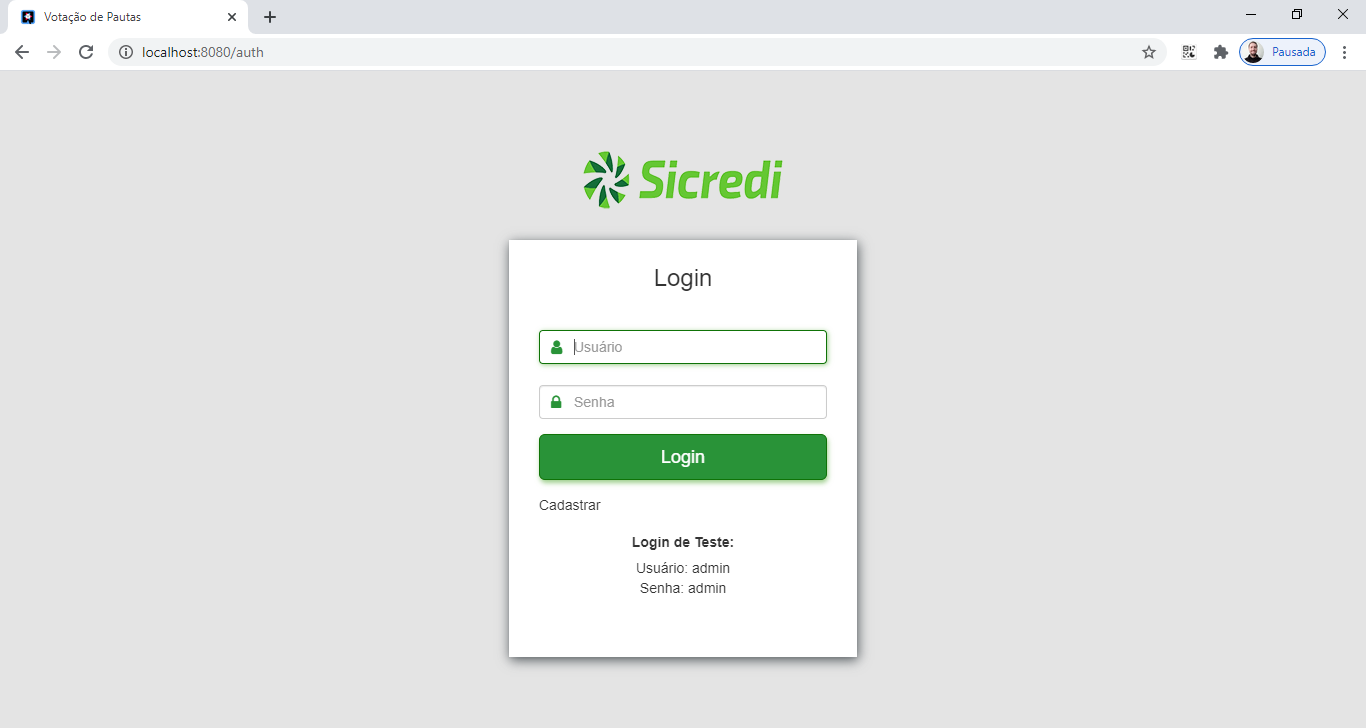 Votação de Pautas
localhost:8080/auth
Pausada
Sicredi
Login
Usuário
Senha
Login
Cadastrar
Login de Teste:
Usuário: admin
Senha: admin